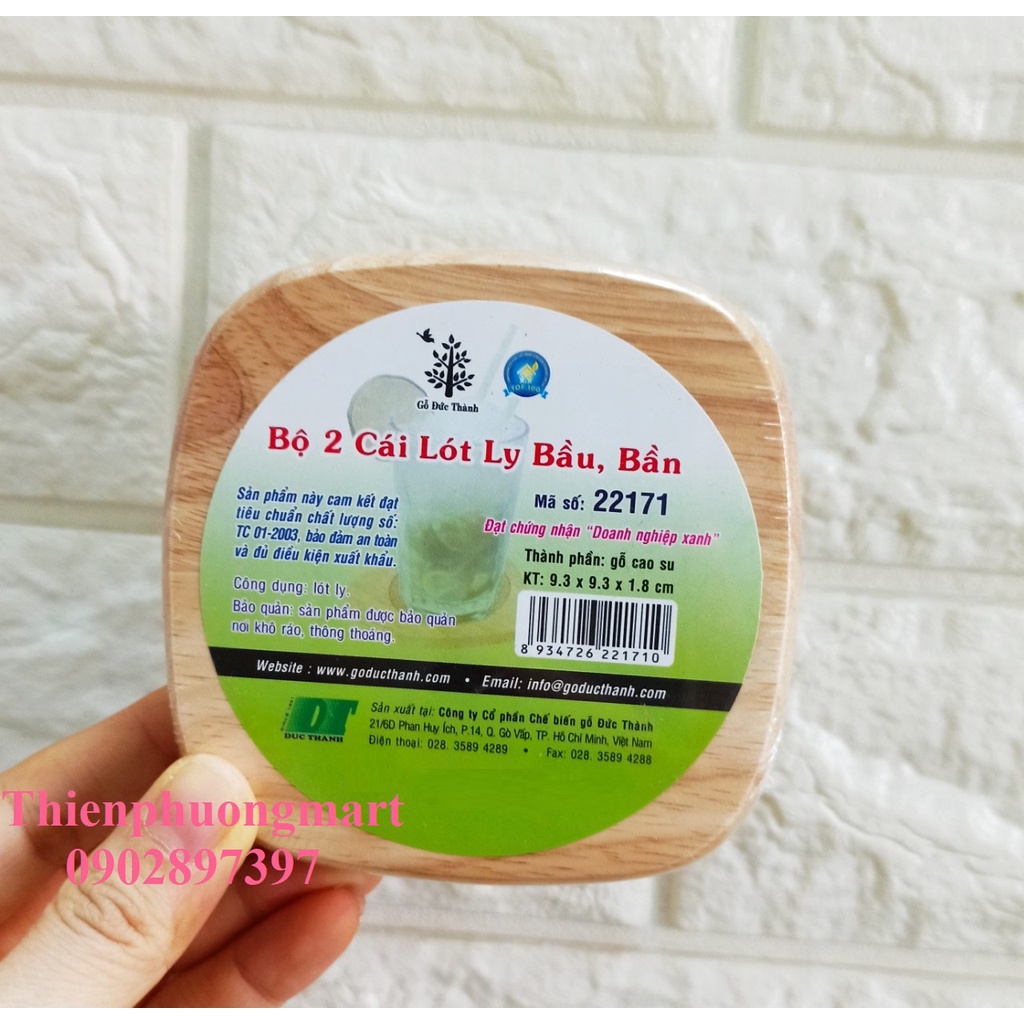 Gỗ Đức Thành
TOP 100
Bộ 2 Cái Lót Ly Bầu, Bần
Sản phẩm này cam kết đạt
tiêu chuẩn chất lượng số:
TC 01-2003, bảo đảm an toàn
và đủ điều kiện xuất khẩu.
Công dụng: lót ly.
Bảo quản: sản phẩm được bảo quản
nơi khô ráo, thông thoáng.
Mã số: 22171
Đạt chứng nhận "Doanh nghiệp xanh"
Thành phần: gỗ cao su
KT: 9.3 x 9.3 x 1.8 cm
8 934726 221710
Website : www.goducthanh.com • Email: info@goducthanh.com
DT
DUC THANH
Sản xuất tại: Công ty Cổ phần Chế biến gỗ Đức Thành
21/6D Phan Huy Ích, P.14, Q. Gò Vấp, TP. Hồ Chí Minh, Việt Nam
Điện thoại: 028. 3589 4289 • Fax: 028. 3589 4288
Thienphuongmart
0902897397